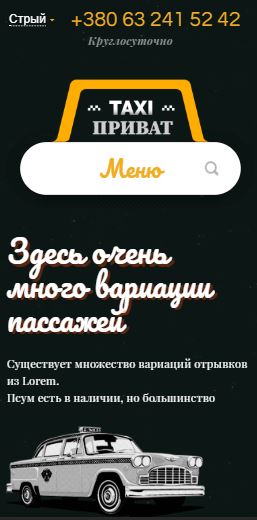 Стрый +380 63 241 52 42
Круглосуточно
TAXI
ПРИВАТ
Меню
Здесь очень
много вариации
пассажей
Существует множество вариаций отрывков
из Lorem.
Псум есть в наличии, но большинство